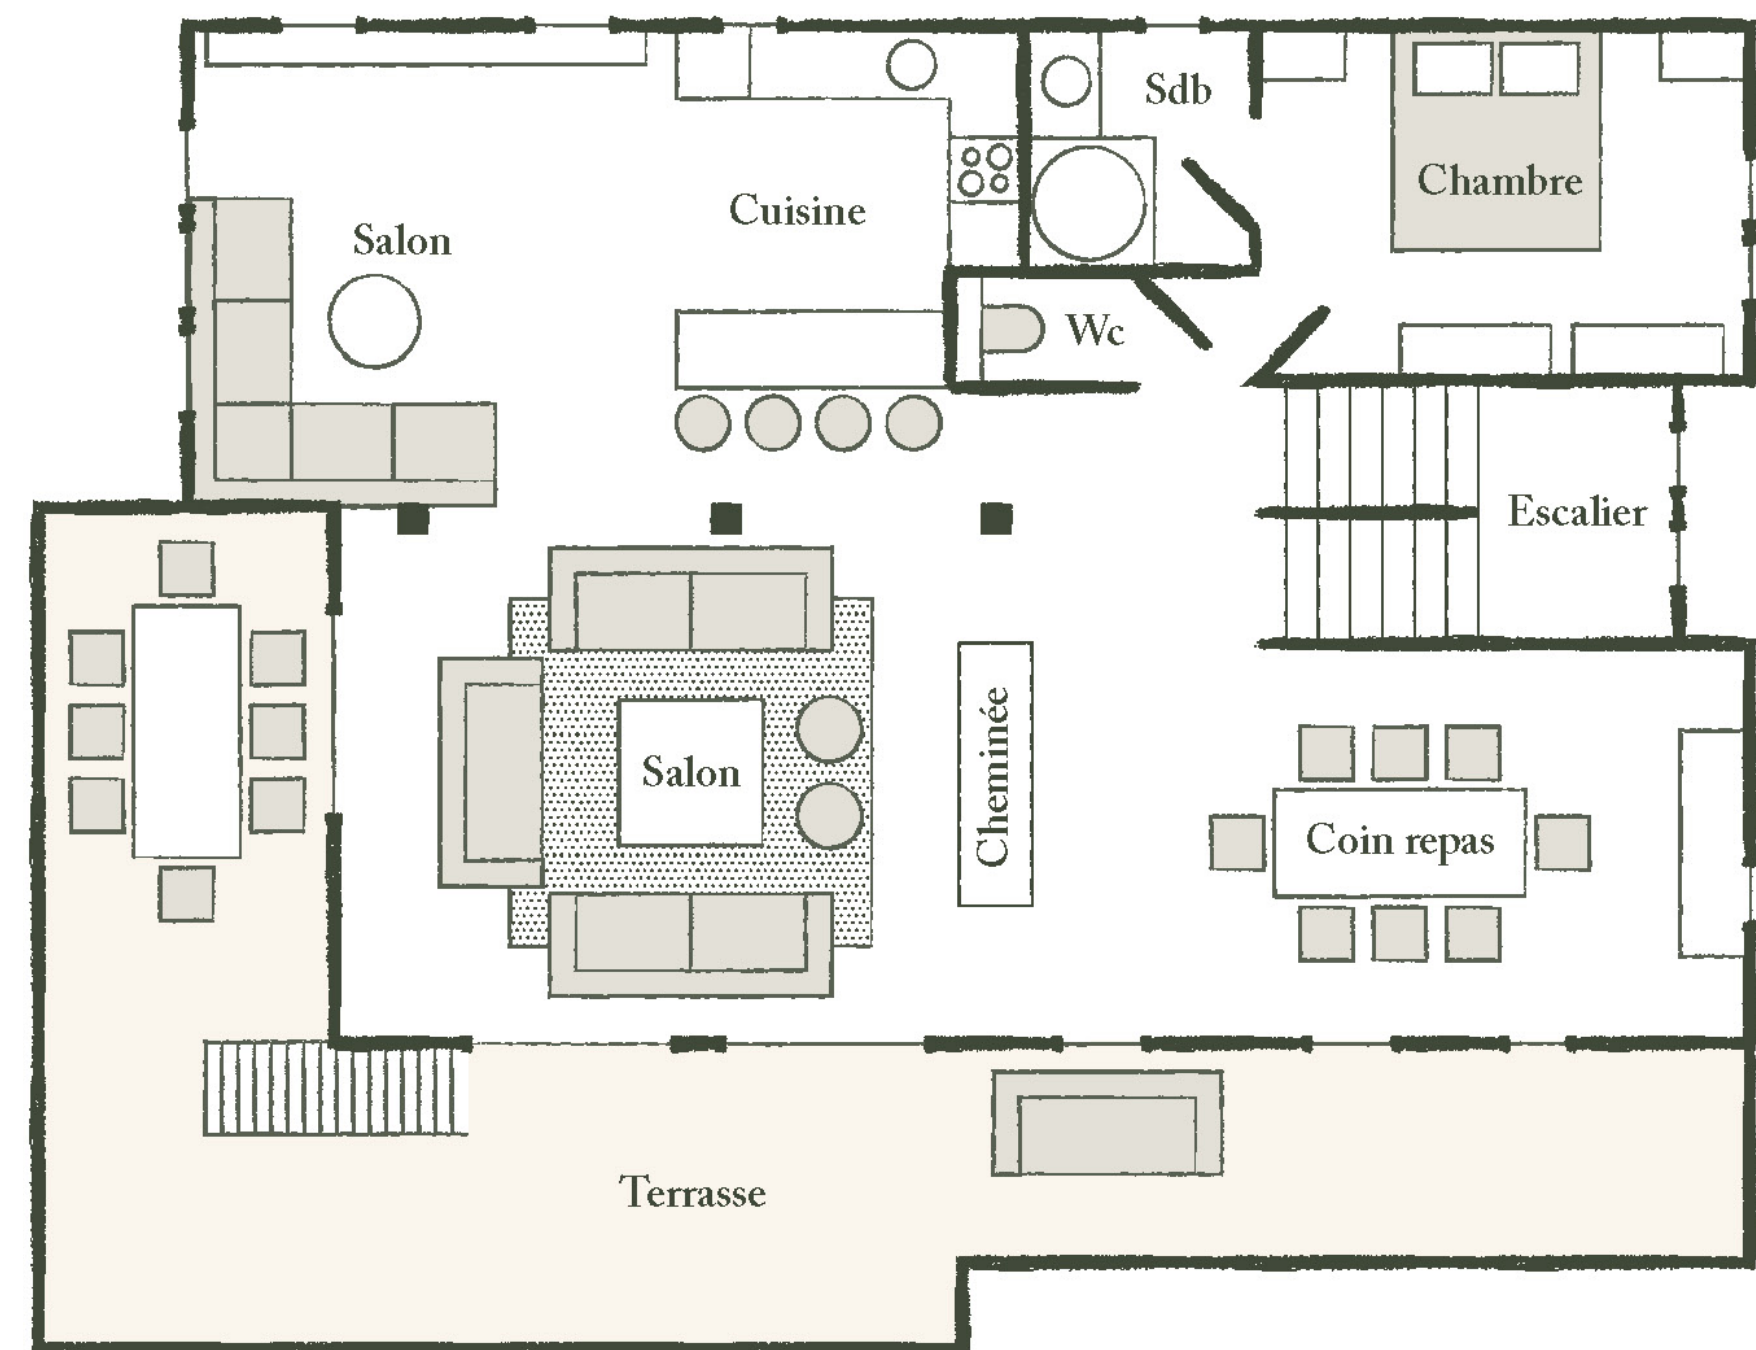 Sdb
Chambre
Cuisine
Salon
Wc
Escalier
Salon
Cheminée
Coin repas
Terrasse